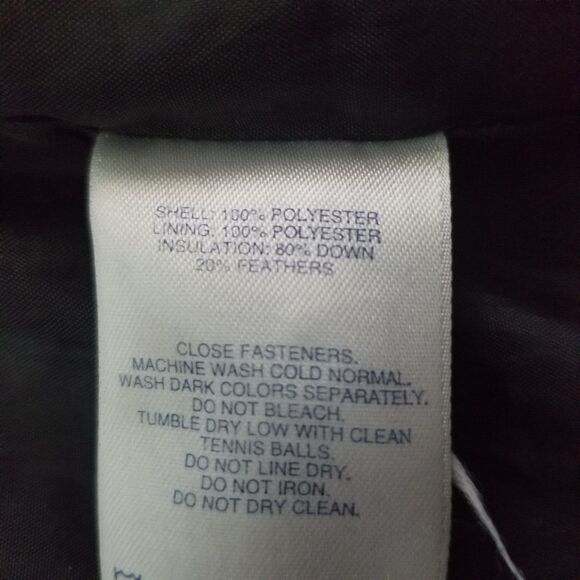 SHELL: 100% POLYESTER
LINING: 100% POLYESTER
INSULATION: 80% DOWN
20% FEATHERS
CLOSE FASTENERS.
MACHINE WASH COLD NORMAL.
WASH DARK COLORS SEPARATELY.
DO NOT BLEACH.
TUMBLE DRY LOW WITH CLEAN
TENNIS BALLS.
DO NOT LINE DRY.
DO NOT IRON.
DO NOT DRY CLEAN.